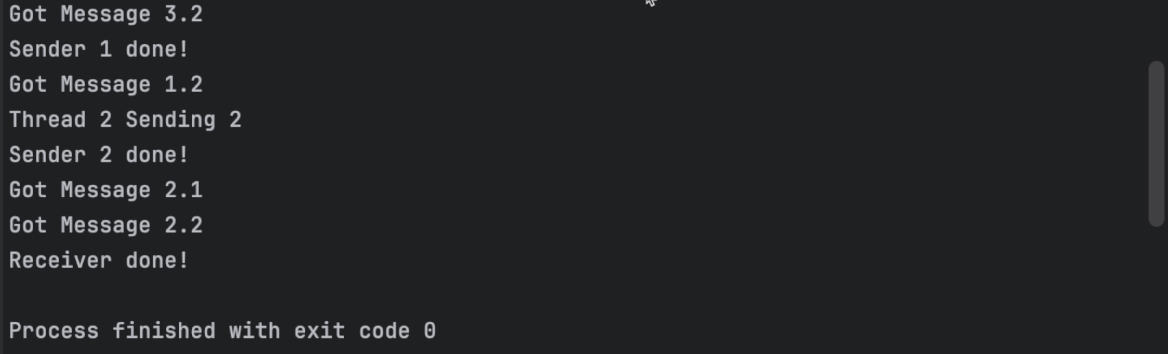 Got Message 3.2
Sender 1 done!
Got Message 1.2
Thread 2 Sending 2
Sender 2 done!
Got Message 2.1
Got Message 2.2
Receiver done!
Process finished with exit code 0